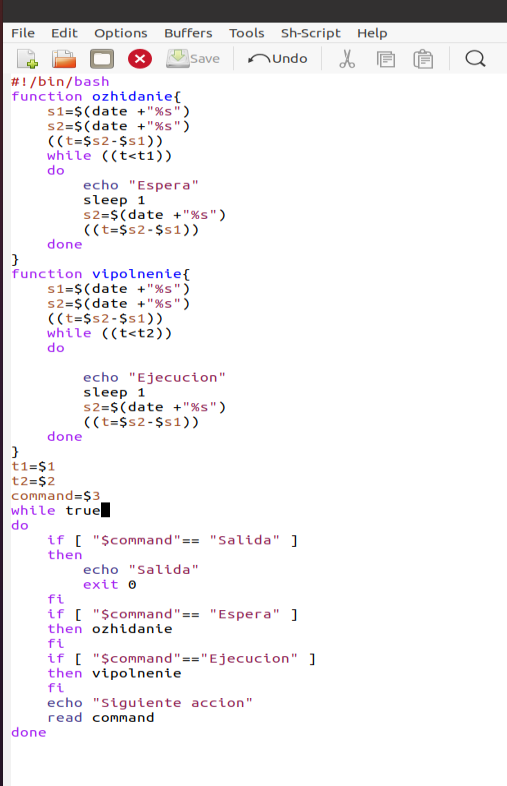 File Edit Options Buffers Tools Sh-Script Help
Save Undo
#!/bin/bash
function ozhidanie{
    s1=$(date +"%s")
    s2=$(date +"%s")
    ((t=$s2-$s1))
    while ((t<t1))
    do
        echo "Espera"
        sleep 1
        s2=$(date +"%s")
        ((t=$s2-$s1))
    done
}
function vipolnenie{
    s1=$(date +"%s")
    s2=$(date +"%s")
    ((t=$s2-$s1))
    while ((t<t2))
    do
        echo "Ejecucion"
        sleep 1
        s2=$(date +"%s")
        ((t=$s2-$s1))
    done
}
t1=$1
t2=$2
command=$3
while true
do
    if [ "$command"== "Salida" ]
    then
        echo "Salida"
        exit 0
    fi
    if [ "$command"== "Espera" ]
    then ozhidanie
    fi
    if [ "$command"=="Ejecucion" ]
    then vipolnenie
    fi
    echo "Siguiente accion"
    read command
done